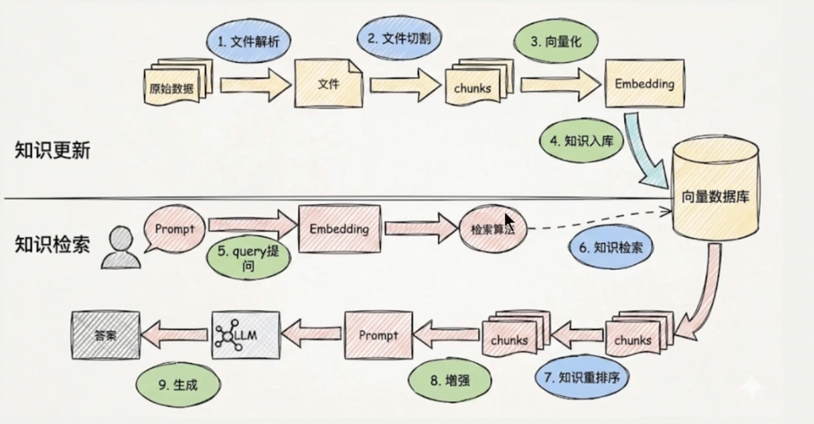 1. 文件解析
2. 文件切割
3. 向量化
原始数据
文件
chunks
Embedding
4. 知识入库
知识更新
向量数据库
知识检索
Prompt
Embedding
检索算法
5. query提
问
6. 知识检索
答案
LLM
Prompt
chunks
chunks
9. 生成
8. 增强
7. 知识重排序